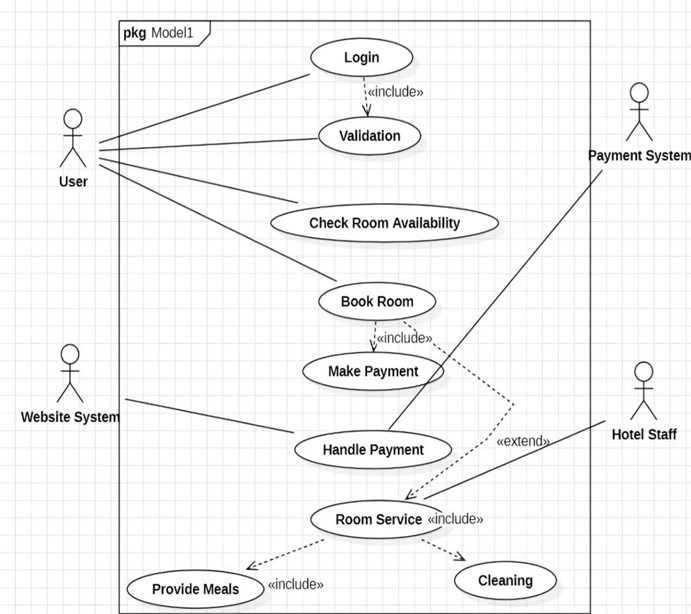 pkg Model1
Login
«include»
Validation
Payment System
User
Check Room Availability
Book Room
«include»
Make Payment
Website System
Hotel Staff
«extend»
Handle Payment
Room Service «include»
Provide Meals «include»
Cleaning